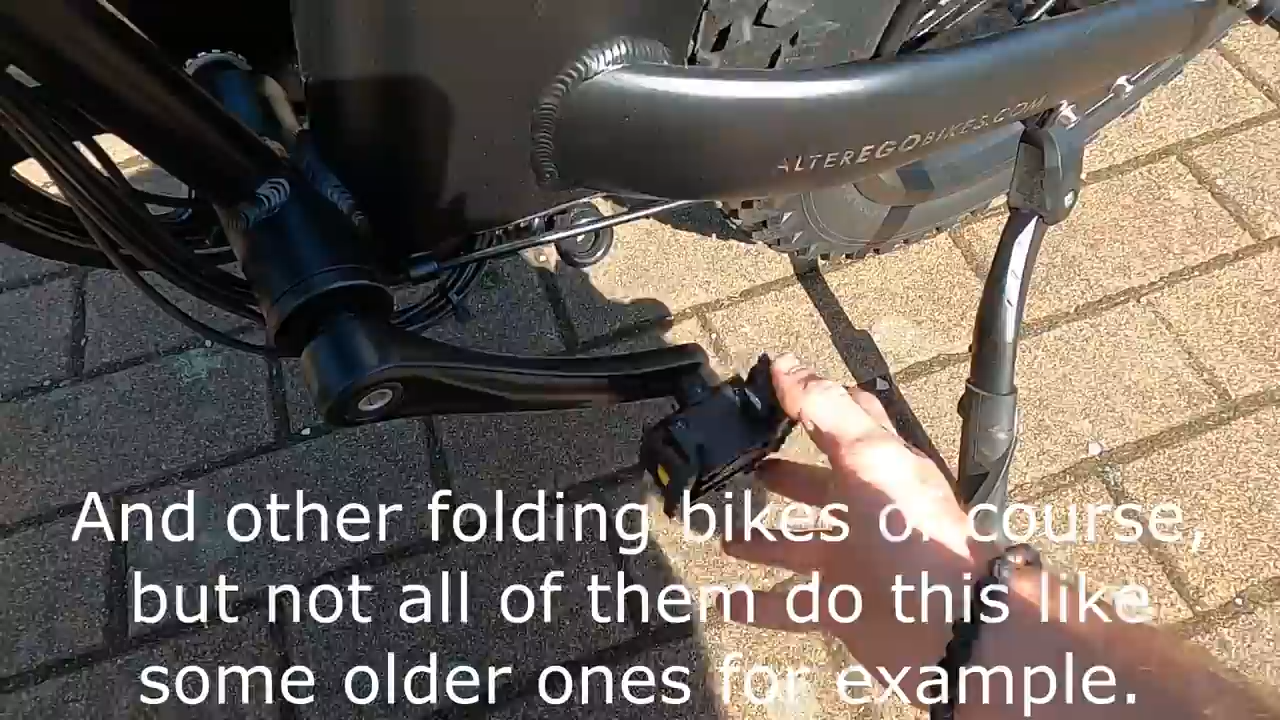 ALTEREGOBIKES.COM
And other folding bikes of course,
but not all of them do this like
some older ones for example.